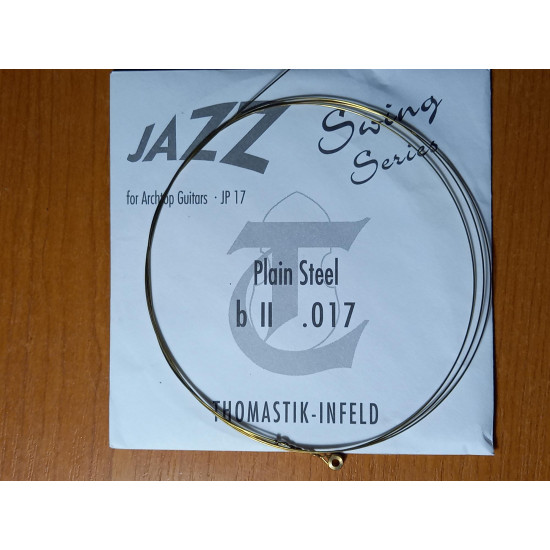 JAZZ
Swing
Series
for Archtop Guitars · JP 17
Plain Steel
b II .017
THOMASTIK-INFELD